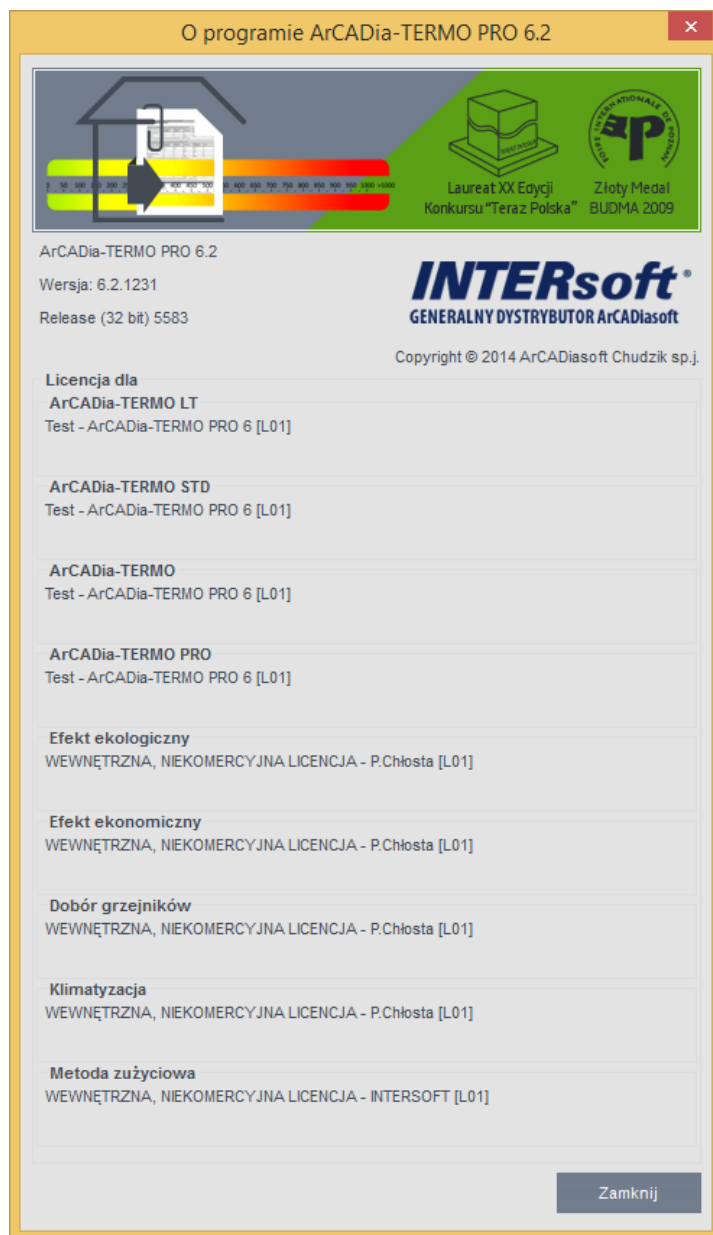 O programie ArCADia-TERMO PRO 6.2
Laureat XX Edycji
Konkursu "Teraz Polska"
Złoty Medal
BUDMA 2009
ArCADia-TERMO PRO 6.2
Wersja: 6.2.1231
Release (32 bit) 5583
INTERsoft
GENERALNY DYSTRYBUTOR ArCADiasoft
Copyright © 2014 ArCADiasoft Chudzik sp.j.
Licencja dla
ArCADia-TERMO LT
Test - ArCADia-TERMO PRO 6 [L01]
ArCADia-TERMO STD
Test - ArCADia-TERMO PRO 6 [L01]
ArCADia-TERMO
Test - ArCADia-TERMO PRO 6 [L01]
ArCADia-TERMO PRO
Test - ArCADia-TERMO PRO 6 [L01]
Efekt ekologiczny
WEWNĘTRZNA, NIEKOMERCYJNA LICENCJA - P.Chłosta [L01]
Efekt ekonomiczny
WEWNĘTRZNA, NIEKOMERCYJNA LICENCJA - P.Chłosta [L01]
Dobór grzejników
WEWNĘTRZNA, NIEKOMERCYJNA LICENCJA - P.Chłosta [L01]
Klimatyzacja
WEWNĘTRZNA, NIEKOMERCYJNA LICENCJA - P.Chłosta [L01]
Metoda zużyciowa
WEWNĘTRZNA, NIEKOMERCYJNA LICENCJA - INTERSOFT [L01]
Zamknij